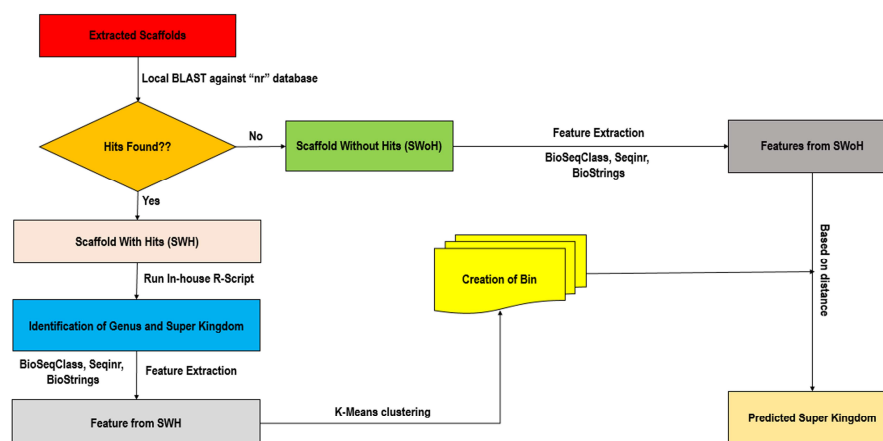 Extracted Scaffolds
Local BLAST against “nr” database
Hits Found??
No
Scaffold Without Hits (SWoH)
Feature Extraction
BioSeqClass, Seqinr,
BioStrings
Features from SWoH
Yes
Scaffold With Hits (SWH)
Run In-house R-Script
Identification of Genus and Super Kingdom
BioSeqClass, Seqinr,
BioStrings
Feature Extraction
Feature from SWH
K-Means clustering
Creation of Bin
Based on distance
Predicted Super Kingdom